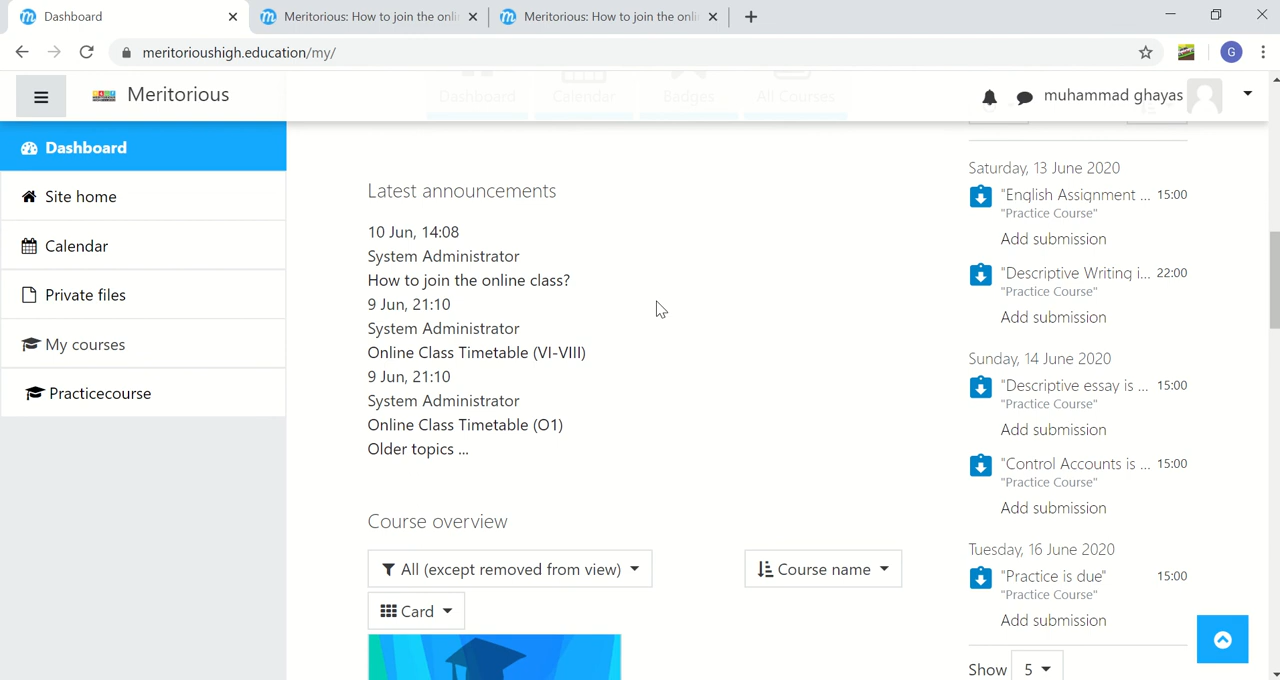 Dashboard
Meritorious: How to join the onli
Meritorious: How to join the onli
meritorioushigh.education/my/
G
Meritorious
Dashboard
Calendar
Badges
All Courses
muhammad ghayas
Dashboard
Site home
Calendar
Private files
My courses
Practicecourse
Latest announcements
10 Jun, 14:08
System Administrator
How to join the online class?
9 Jun, 21:10
System Administrator
Online Class Timetable (VI-VIII)
9 Jun, 21:10
System Administrator
Online Class Timetable (O1)
Older topics ...
Course overview
All (except removed from view)
Course name
Card
Saturday, 13 June 2020
"English Assignment ... 15:00
"Practice Course"
Add submission
"Descriptive Writing i... 22:00
"Practice Course"
Add submission
Sunday, 14 June 2020
"Descriptive essay is ... 15:00
"Practice Course"
Add submission
"Control Accounts is ... 15:00
"Practice Course"
Add submission
Tuesday, 16 June 2020
"Practice is due" 15:00
"Practice Course"
Add submission
Show 5